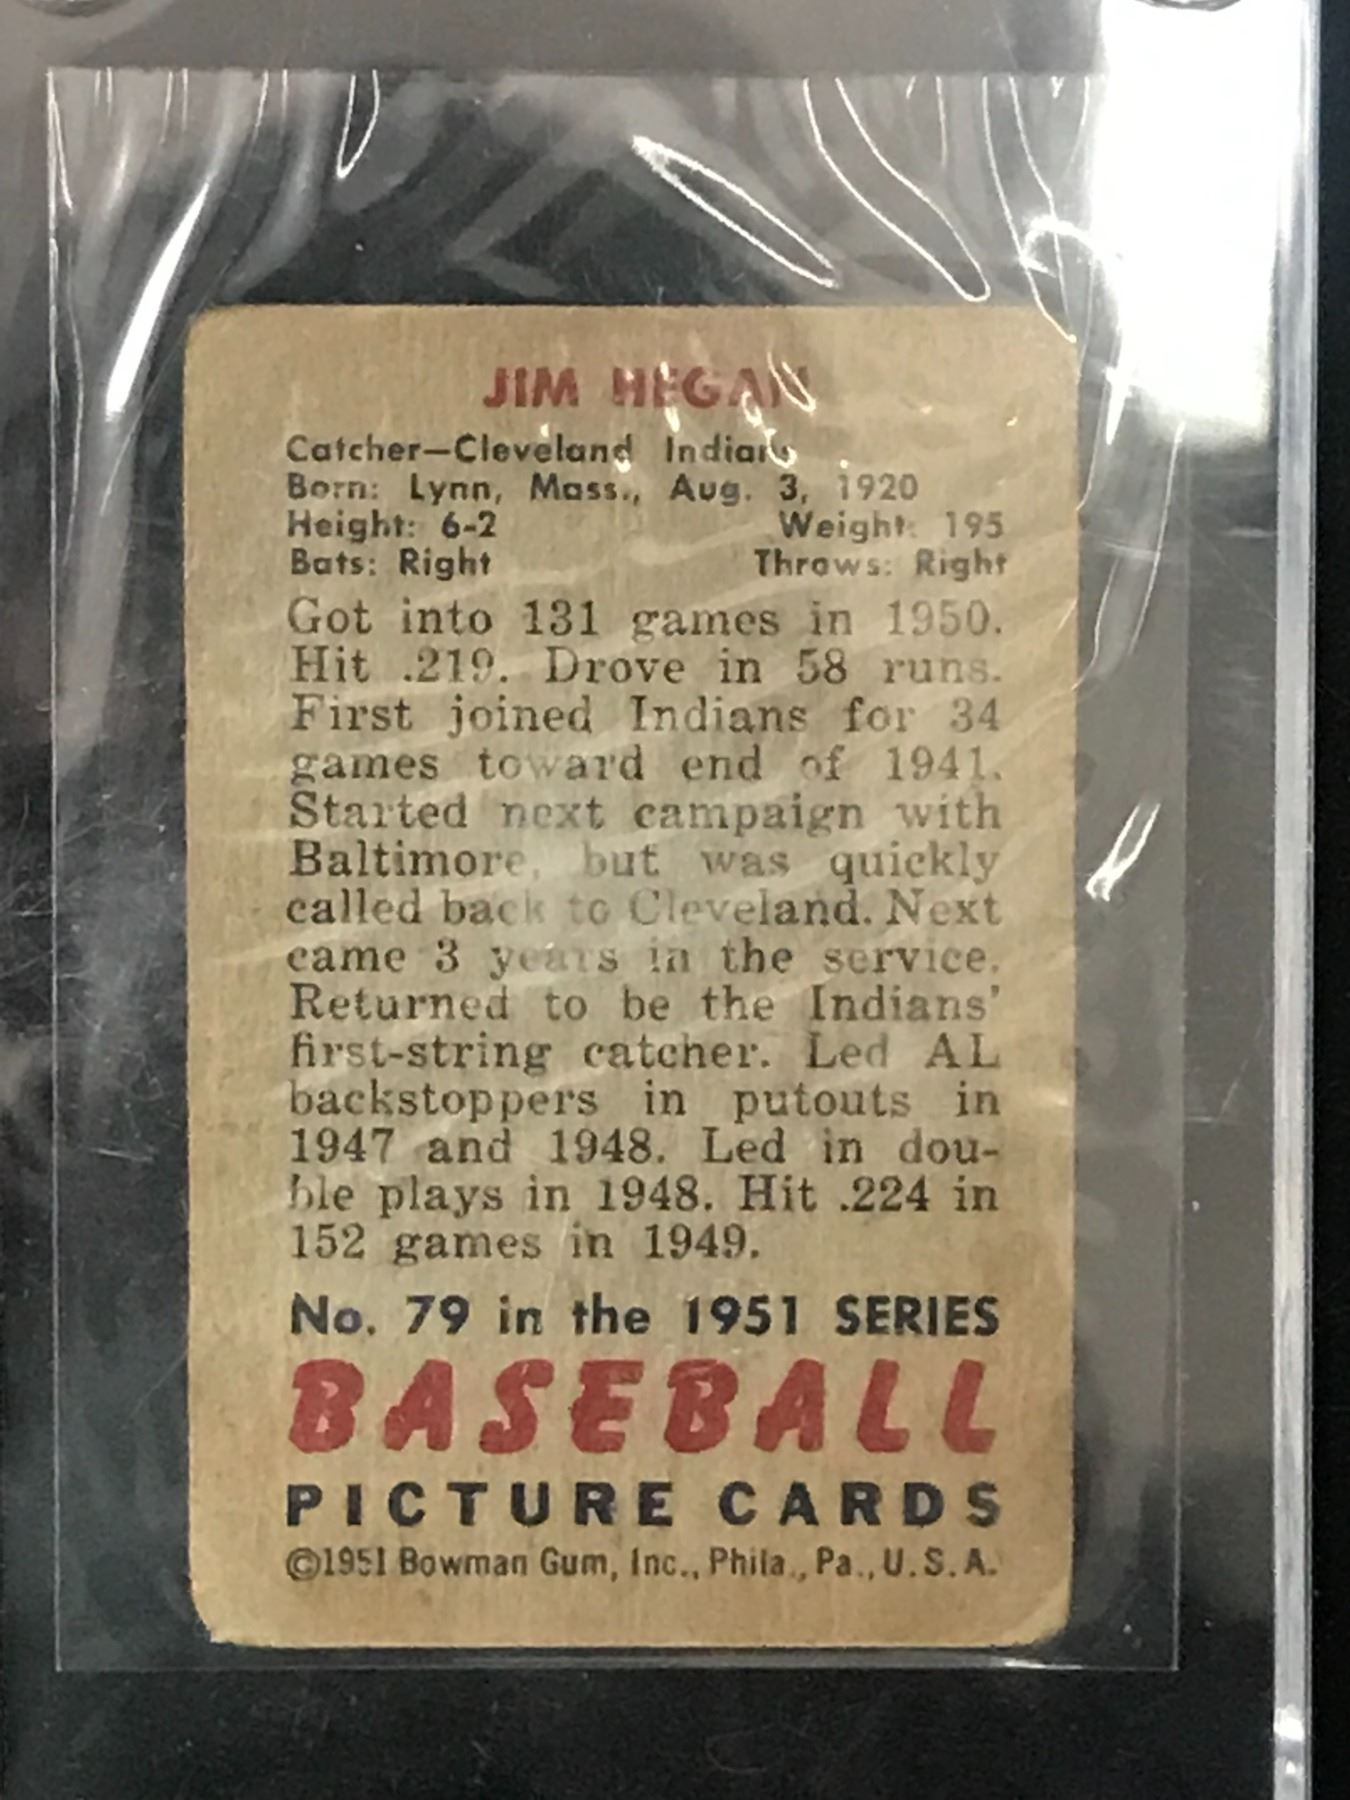 JIM HEGAN
Catcher—Cleveland Indians
Born: Lynn, Mass., Aug. 3, 1920
Height: 6-2 Weight: 195
Bats: Right Throws: Right
Got into 131 games in 1950.
Hit .219. Drove in 58 runs.
First joined Indians for 34
games toward end of 1941.
Started next campaign with
Baltimore, but was quickly
called back to Cleveland. Next
came 3 years in the service.
Returned to be the Indians'
first-string catcher. Led AL
backstoppers in putouts in
1947 and 1948. Led in dou-
ble plays in 1948. Hit .224 in
152 games in 1949.
No. 79 in the 1951 SERIES
BASEBALL
PICTURE CARDS
©1951 Bowman Gum, Inc., Phila., Pa., U.S.A.